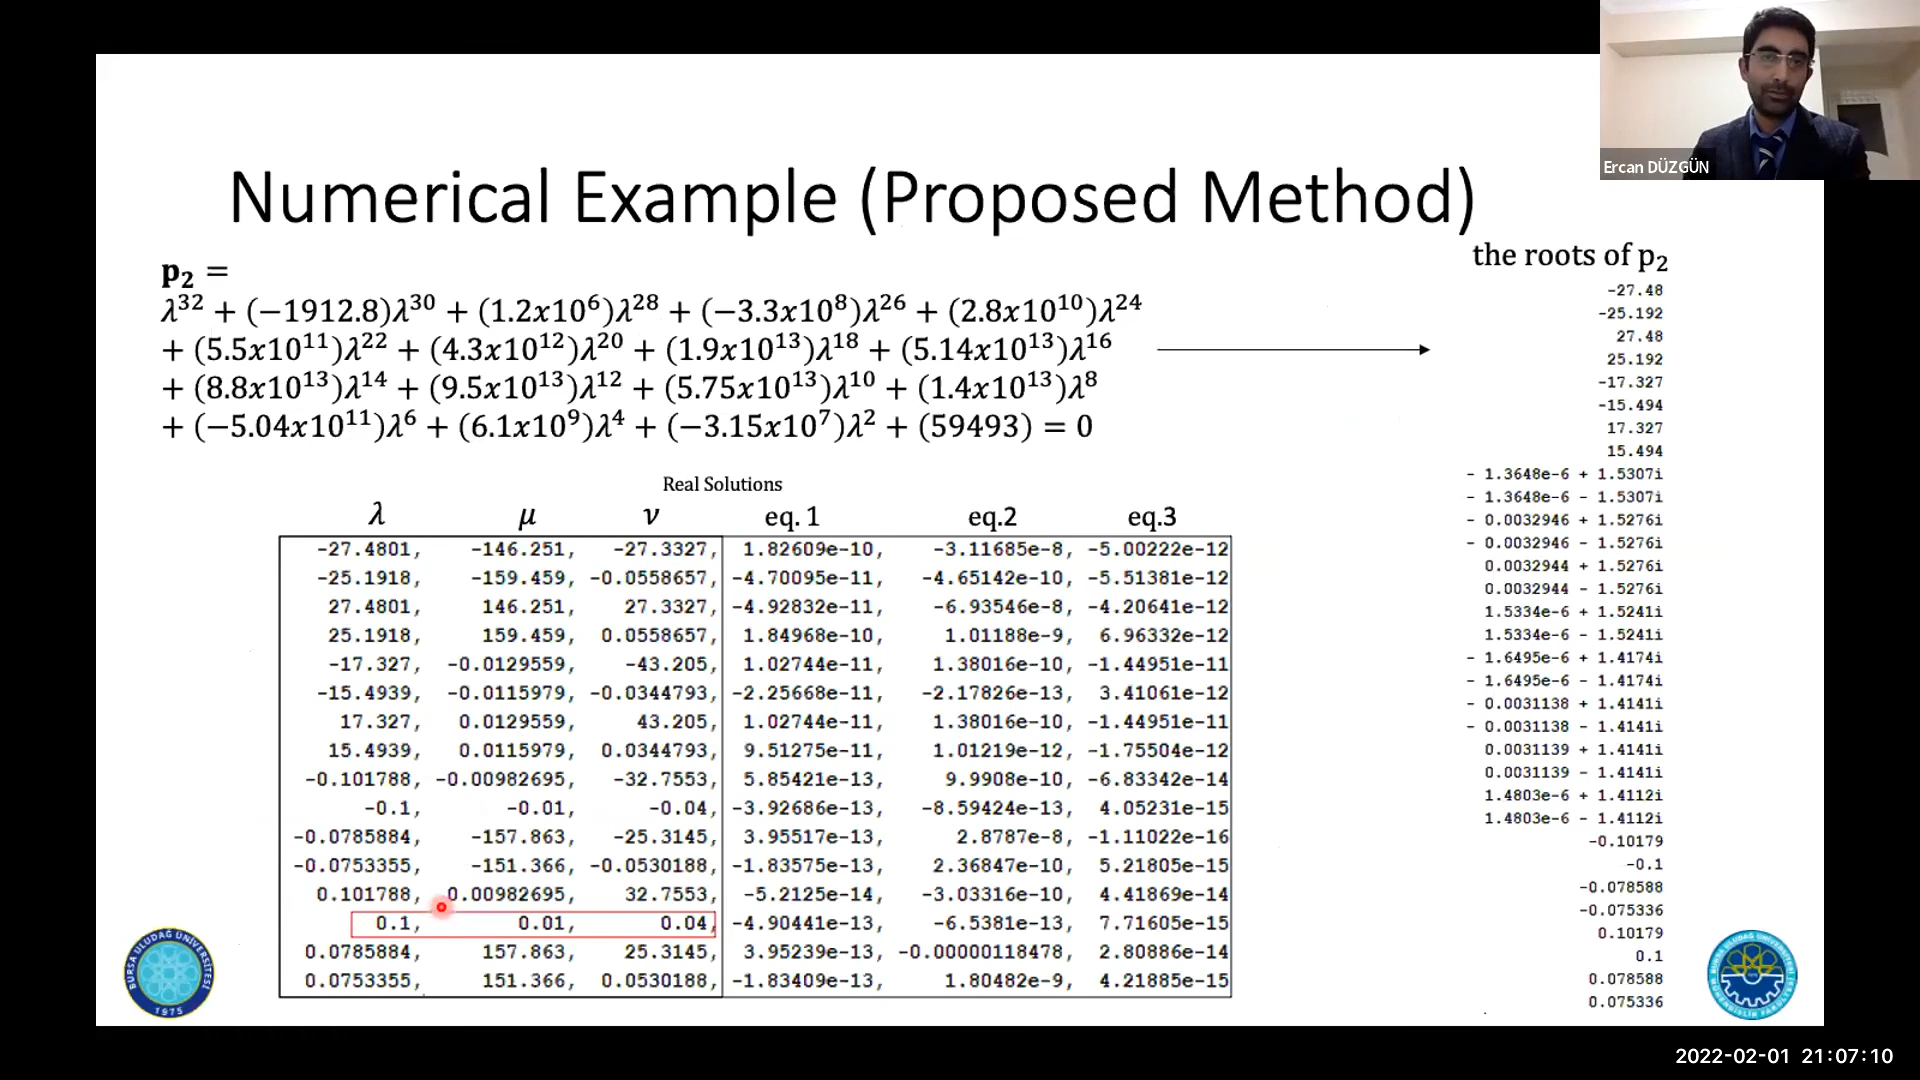 Ercan DÜZGÜN
Numerical Example (Proposed Method)
p₂ =
λ³² + (−1912.8)λ³⁰ + (1.2x10⁶)λ²⁸ + (−3.3x10⁸)λ²⁶ + (2.8x10¹⁰)λ²⁴
+ (5.5x10¹¹)λ²² + (4.3x10¹²)λ²⁰ + (1.9x10¹³)λ¹⁸ + (5.14x10¹³)λ¹⁶
+ (8.8x10¹³)λ¹⁴ + (9.5x10¹³)λ¹² + (5.75x10¹³)λ¹⁰ + (1.4x10¹³)λ⁸
+ (−5.04x10¹¹)λ⁶ + (6.1x10⁹)λ⁴ + (−3.15x10⁷)λ² + (59493) = 0
Real Solutions
λ μ ν eq. 1 eq.2 eq.3
-27.4801, -146.251, -27.3327, 1.82609e-10, -3.11685e-8, -5.00222e-12
-25.1918, -159.459, -0.0558657, -4.70095e-11, -4.65142e-10, -5.51381e-12
27.4801, 146.251, 27.3327, -4.92832e-11, -6.93546e-8, -4.20641e-12
25.1918, 159.459, 0.0558657, 1.84968e-10, 1.01188e-9, 6.96332e-12
-17.327, -0.0129559, -43.205, 1.02744e-11, 1.38016e-10, -1.44951e-11
-15.4939, -0.0115979, -0.0344793, -2.25668e-11, -2.17826e-13, 3.41061e-12
17.327, 0.0129559, 43.205, 1.02744e-11, 1.38016e-10, -1.44951e-11
15.4939, 0.0115979, 0.0344793, 9.51275e-11, 1.01219e-12, -1.75504e-12
-0.101788, -0.00982695, -32.7553, 5.85421e-13, 9.9908e-10, -6.83342e-14
-0.1, -0.01, -0.04, -3.92686e-13, -8.59424e-13, 4.05231e-15
-0.0785884, -157.863, -25.3145, 3.95517e-13, 2.8787e-8, -1.11022e-16
-0.0753355, -151.366, -0.0530188, -1.83575e-13, 2.36847e-10, 5.21805e-15
0.101788, 0.00982695, 32.7553, -5.2125e-14, -3.03316e-10, 4.41869e-14
0.1, 0.01, 0.04, -4.90441e-13, -6.5381e-13, 7.71605e-15
0.0785884, 157.863, 25.3145, 3.95239e-13, -0.00000118478, 2.80886e-14
0.0753355, 151.366, 0.0530188, -1.83409e-13, 1.80482e-9, 4.21885e-15
the roots of p₂
-27.48
-25.192
27.48
25.192
-17.327
-15.494
17.327
15.494
- 1.3648e-6 + 1.5307i
- 1.3648e-6 - 1.5307i
- 0.0032946 + 1.5276i
- 0.0032946 - 1.5276i
0.0032944 + 1.5276i
0.0032944 - 1.5276i
1.5334e-6 + 1.5241i
1.5334e-6 - 1.5241i
- 1.6495e-6 + 1.4174i
- 1.6495e-6 - 1.4174i
- 0.0031138 + 1.4141i
- 0.0031138 - 1.4141i
0.0031139 + 1.4141i
0.0031139 - 1.4141i
1.4803e-6 + 1.4112i
1.4803e-6 - 1.4112i
-0.10179
-0.1
-0.078588
-0.075336
0.10179
0.1
0.078588
0.075336
BURSA ULUDAĞ ÜNİVERSİTESİ
1975
2022-02-01 21:07:10